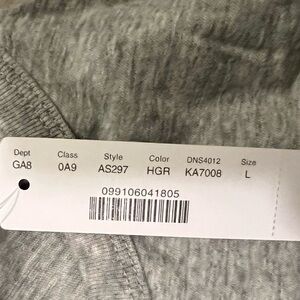 Dept Class Style Color DNS4012 Size
GA8 0A9 AS297 HGR KA7008 L
099106041805